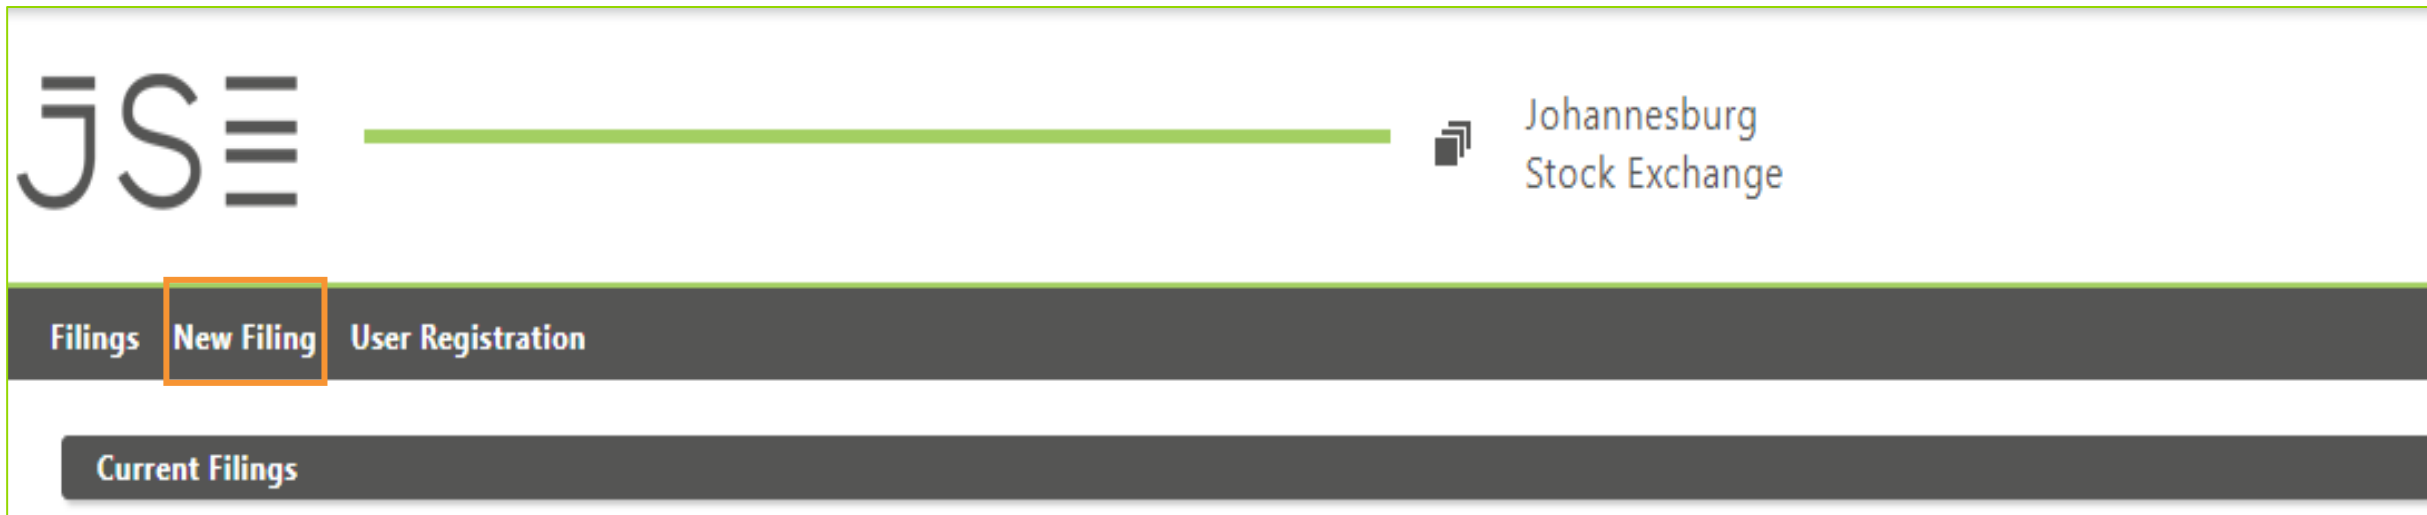 JSE
Johannesburg
Stock Exchange
Filings New Filing User Registration
Current Filings